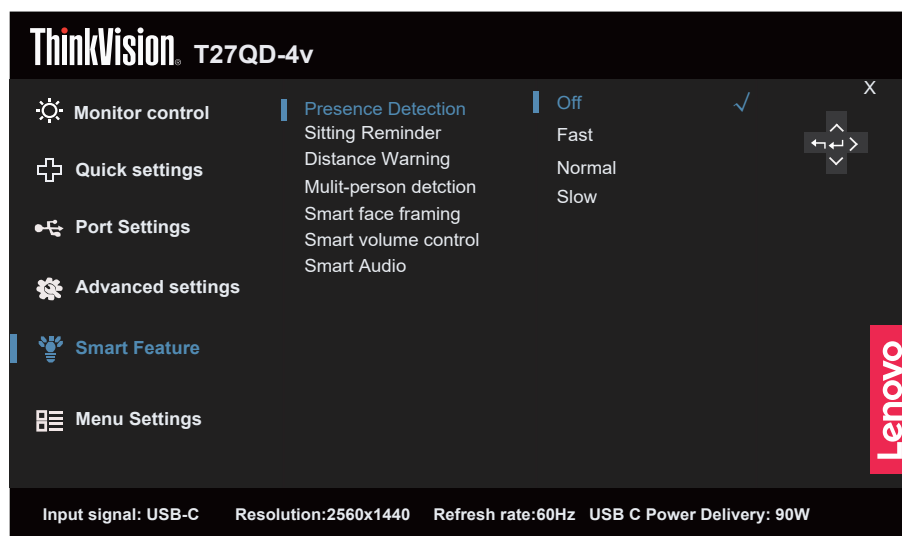 ThinkVision® T27QD-4v
X
Monitor control
Quick settings
Port Settings
Advanced settings
Smart Feature
Menu Settings
Presence Detection
Sitting Reminder
Distance Warning
Mulit-person detction
Smart face framing
Smart volume control
Smart Audio
Off √
Fast
Normal
Slow
Lenovo
Input signal: USB-C Resolution:2560x1440 Refresh rate:60Hz USB C Power Delivery: 90W